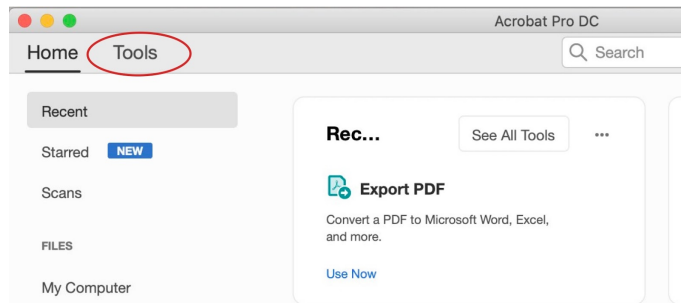 Acrobat Pro DC
Home Tools Search
Recent
Starred NEW
Scans
FILES
My Computer
Rec... See All Tools ...
Export PDF
Convert a PDF to Microsoft Word, Excel,
and more.
Use Now